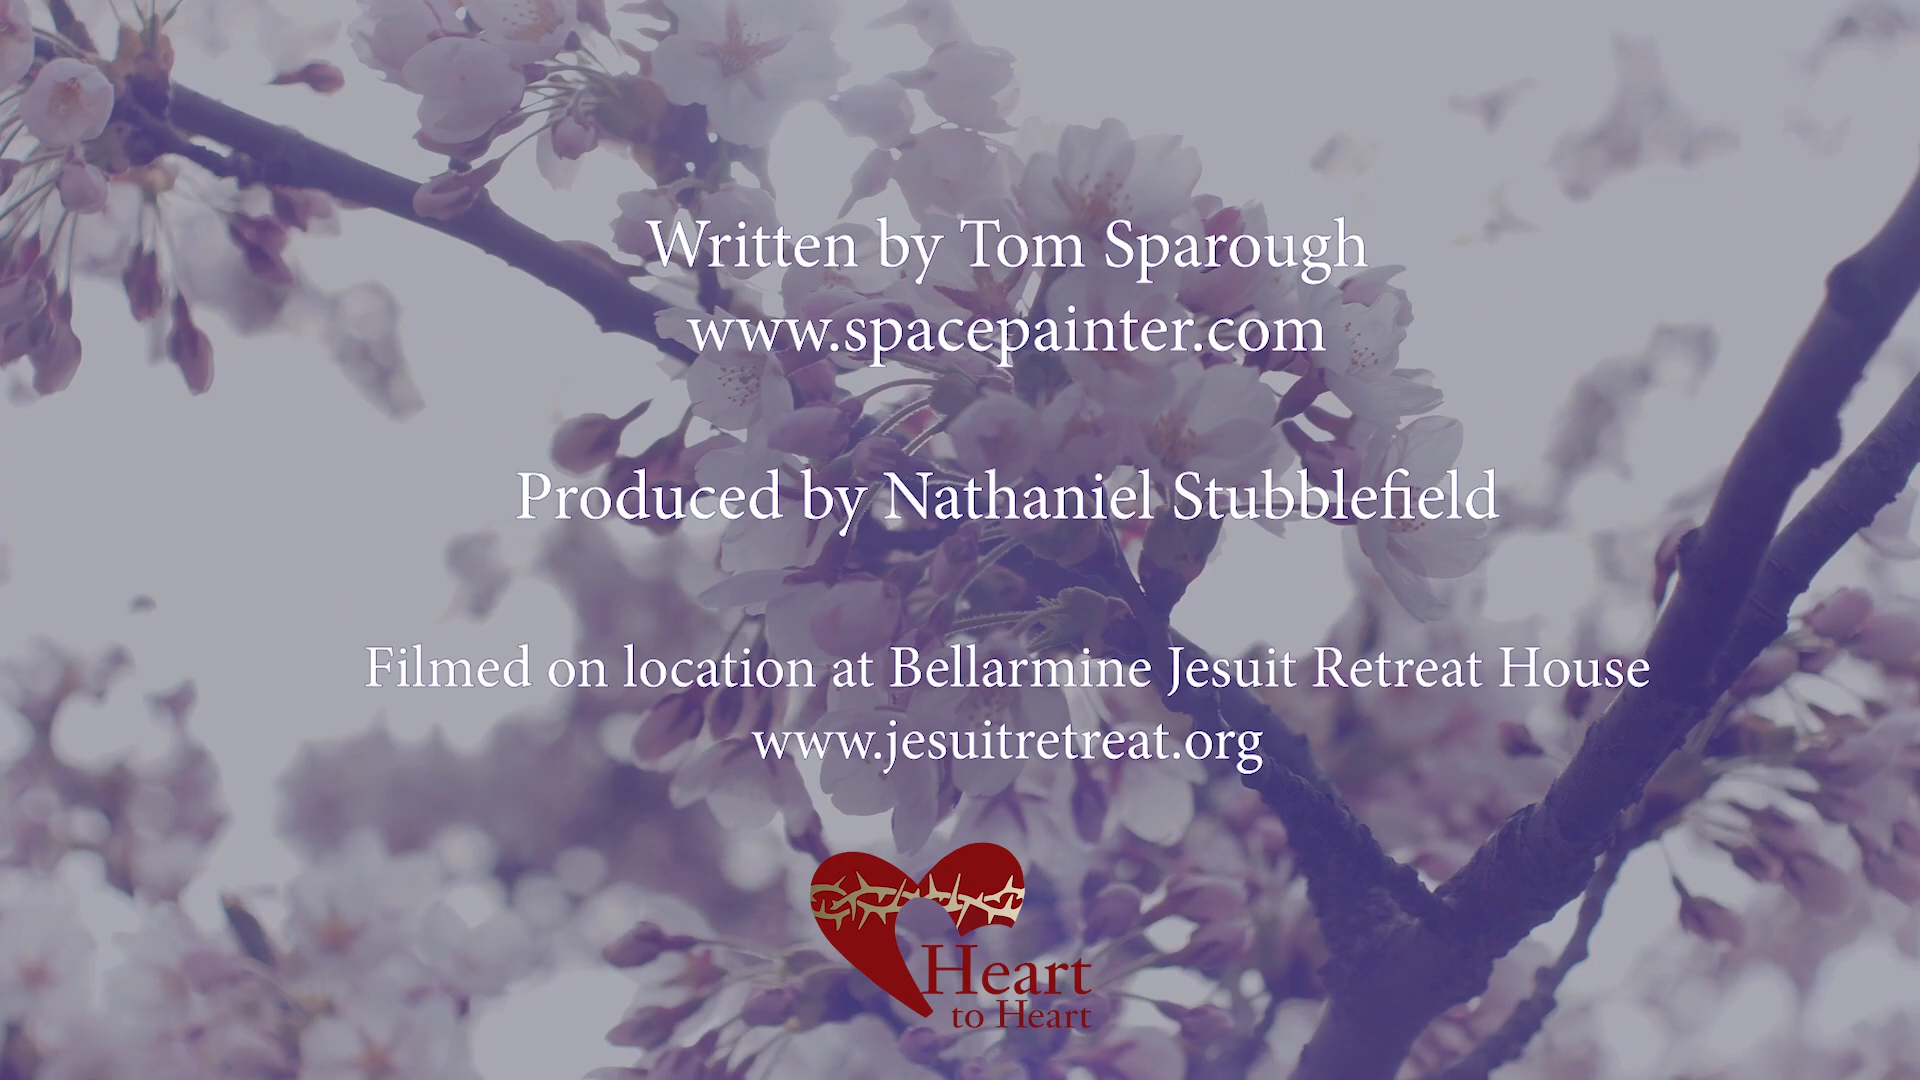 Written by Tom Sparough
www.spacepainter.com
Produced by Nathaniel Stubblefield
Filmed on location at Bellarmine Jesuit Retreat House
www.jesuitretreat.org
Heart
to Heart